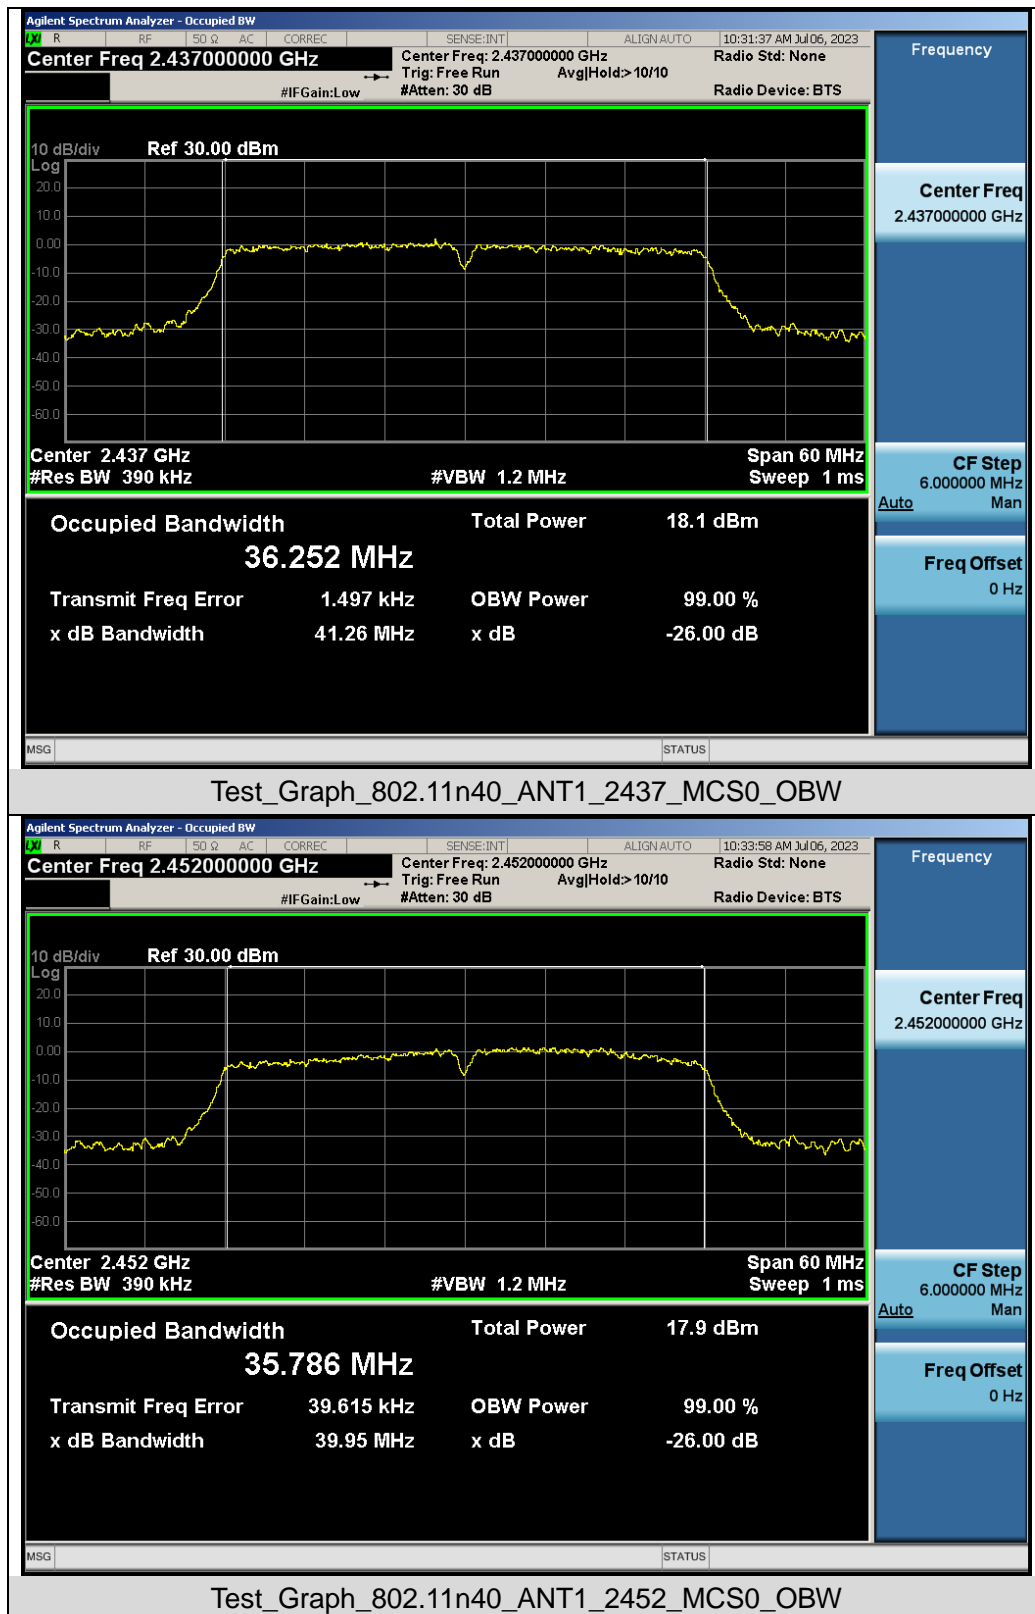 Agilent Spectrum Analyzer - Occupied BW
LXI R RF 50 Ω AC CORREC SENSE:INT ALIGN AUTO 10:31:37 AM Jul 06, 2023
Center Freq 2.437000000 GHz
Center Freq: 2.437000000 GHz
Radio Std: None
Trig: Free Run Avg|Hold:>10/10
#IFGain:Low
#Atten: 30 dB
Radio Device: BTS
Frequency
10 dB/div Ref 30.00 dBm
Log
20.0
10.0
0.00
-10.0
-20.0
-30.0
-40.0
-50.0
-60.0
Center Freq
2.437000000 GHz
Center 2.437 GHz Span 60 MHz
#Res BW 390 kHz #VBW 1.2 MHz Sweep 1 ms
CF Step
6.000000 MHz
Auto Man
Occupied Bandwidth Total Power 18.1 dBm
36.252 MHz
Transmit Freq Error 1.497 kHz OBW Power 99.00 %
x dB Bandwidth 41.26 MHz x dB -26.00 dB
Freq Offset
0 Hz
MSG STATUS
Test_Graph_802.11n40_ANT1_2437_MCS0_OBW
Agilent Spectrum Analyzer - Occupied BW
LXI R RF 50 Ω AC CORREC SENSE:INT ALIGN AUTO 10:33:58 AM Jul 06, 2023
Center Freq 2.452000000 GHz
Center Freq: 2.452000000 GHz
Radio Std: None
Trig: Free Run Avg|Hold:>10/10
#IFGain:Low
#Atten: 30 dB
Radio Device: BTS
Frequency
10 dB/div Ref 30.00 dBm
Log
20.0
10.0
0.00
-10.0
-20.0
-30.0
-40.0
-50.0
-60.0
Center Freq
2.452000000 GHz
Center 2.452 GHz Span 60 MHz
#Res BW 390 kHz #VBW 1.2 MHz Sweep 1 ms
CF Step
6.000000 MHz
Auto Man
Occupied Bandwidth Total Power 17.9 dBm
35.786 MHz
Transmit Freq Error 39.615 kHz OBW Power 99.00 %
x dB Bandwidth 39.95 MHz x dB -26.00 dB
Freq Offset
0 Hz
MSG STATUS
Test_Graph_802.11n40_ANT1_2452_MCS0_OBW